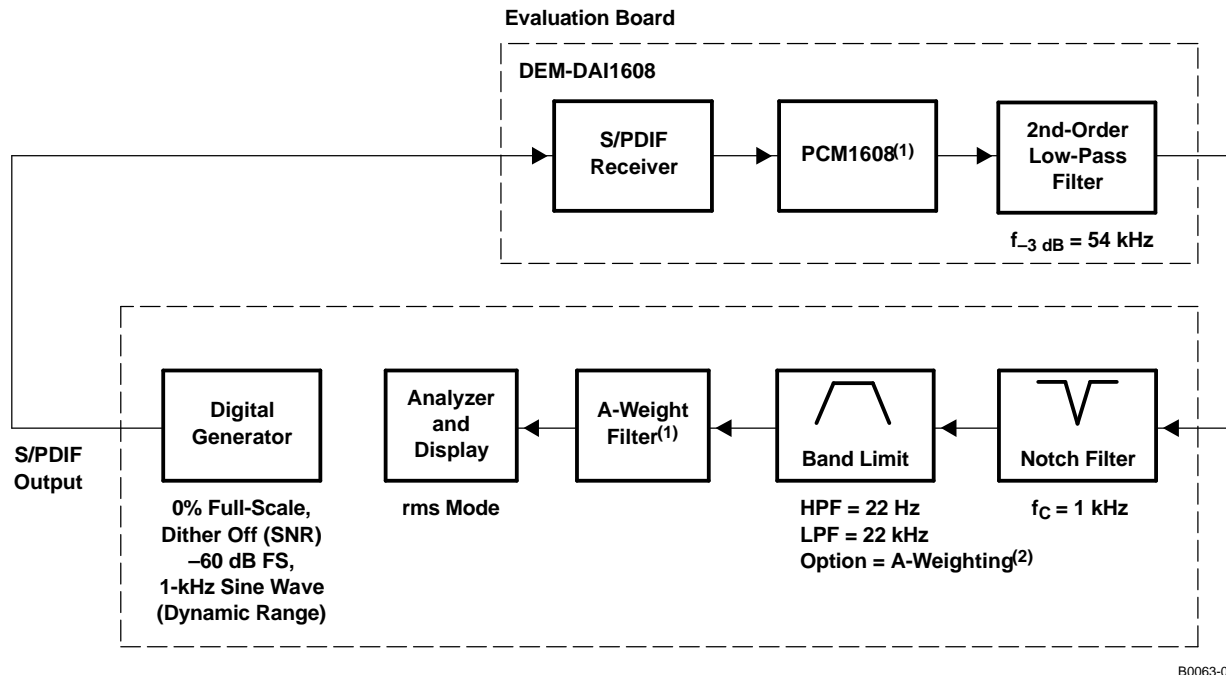 Evaluation Board
DEM-DAI1608
S/PDIF
Receiver
PCM1608(1)
2nd-Order
Low-Pass
Filter
f–3 dB = 54 kHz
S/PDIF
Output
Digital
Generator
0% Full-Scale,
Dither Off (SNR)
–60 dB FS,
1-kHz Sine Wave
(Dynamic Range)
Analyzer
and
Display
rms Mode
A-Weight
Filter(1)
Band Limit
HPF = 22 Hz
LPF = 22 kHz
Option = A-Weighting(2)
Notch Filter
fC = 1 kHz
B0063-0